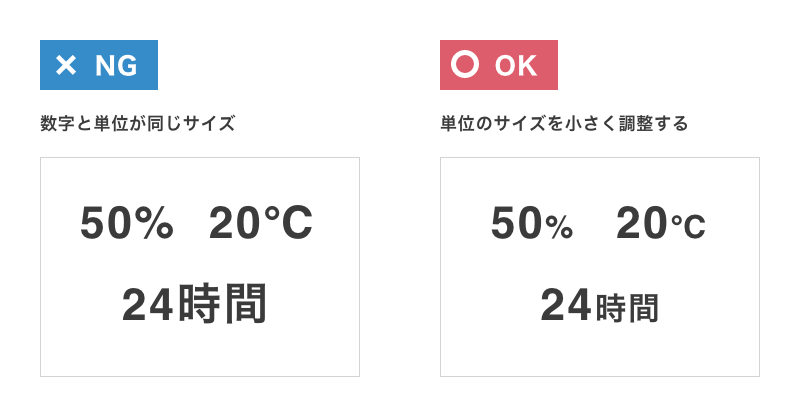 × NG
数字と単位が同じサイズ
50% 20℃
24時間
○ OK
単位のサイズを小さく調整する
50% 20℃
24時間